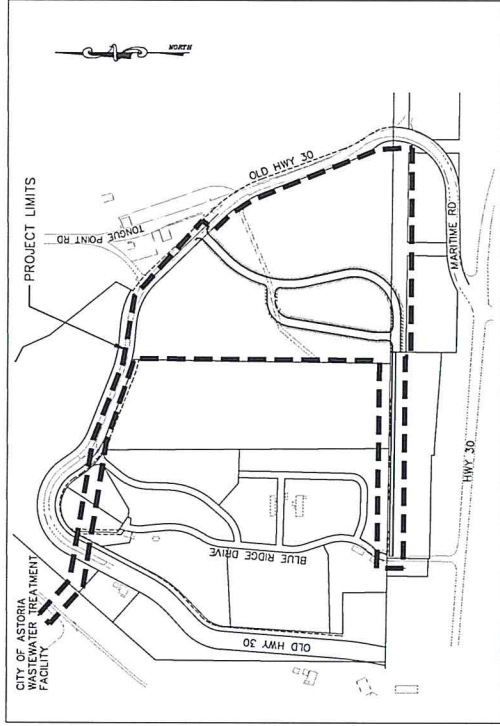 NORTH
PROJECT LIMITS
TONGUE POINT RD
OLD HWY 30
MARITIME RD
CITY OF ASTORIA
WASTEWATER TREATMENT
FACILITY
BLUE RIDGE DRIVE
OLD HWY 30
HWY 30